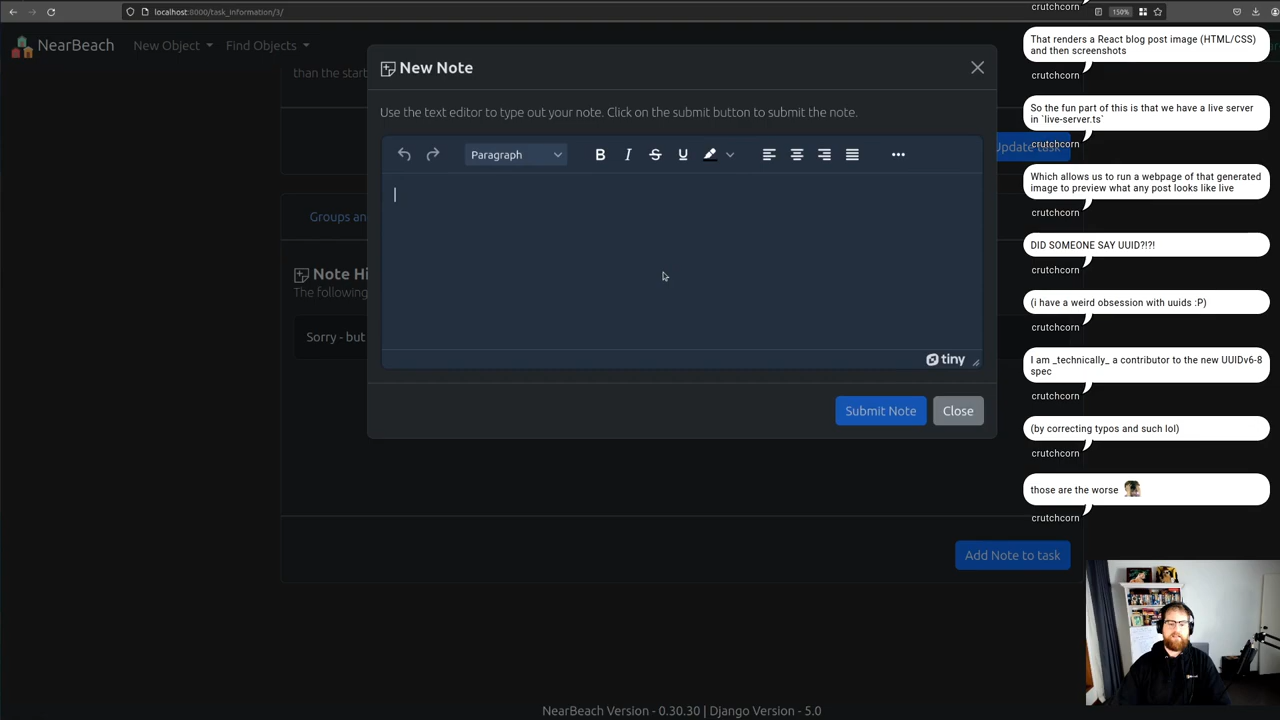 localhost:8000/task_information/3/
150%
NearBeach
New Object
Find Objects
than the start
New Note
Use the text editor to type out your note. Click on the submit button to submit the note.
Paragraph
B I S U
Update task
Groups an
Note Hi
The following
Sorry - but
tiny
Submit Note
Close
Add Note to task
NearBeach Version - 0.30.30 | Django Version - 5.0
crutchcorn
That renders a React blog post image (HTML/CSS)
and then screenshots
crutchcorn
So the fun part of this is that we have a live server
in `live-server.ts`
crutchcorn
Which allows us to run a webpage of that generated
image to preview what any post looks like live
crutchcorn
DID SOMEONE SAY UUID?!?!
crutchcorn
(i have a weird obsession with uuids :P)
crutchcorn
I am _technically_ a contributor to the new UUIDv6-8
spec
crutchcorn
(by correcting typos and such lol)
crutchcorn
those are the worse
crutchcorn